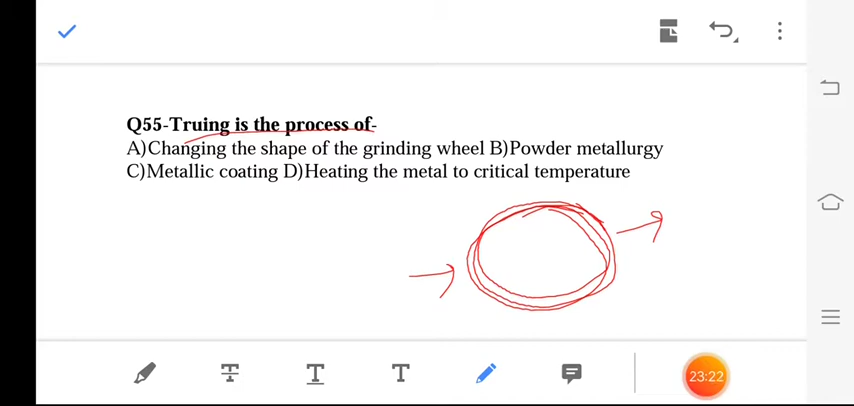 Q55-Truing is the process of-
A)Changing the shape of the grinding wheel B)Powder metallurgy
C)Metallic coating D)Heating the metal to critical temperature
T T T
23:22